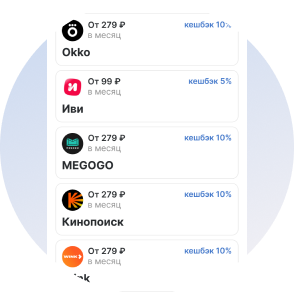 От 279 ₽
кешбэк 10%
в месяц
Okko
От 99 ₽
кешбэк 5%
в месяц
Иви
От 279 ₽
кешбэк 10%
в месяц
MEGOGO
От 279 ₽
кешбэк 10%
в месяц
Кинопоиск
От 279 ₽
кешбэк 10%
в месяц